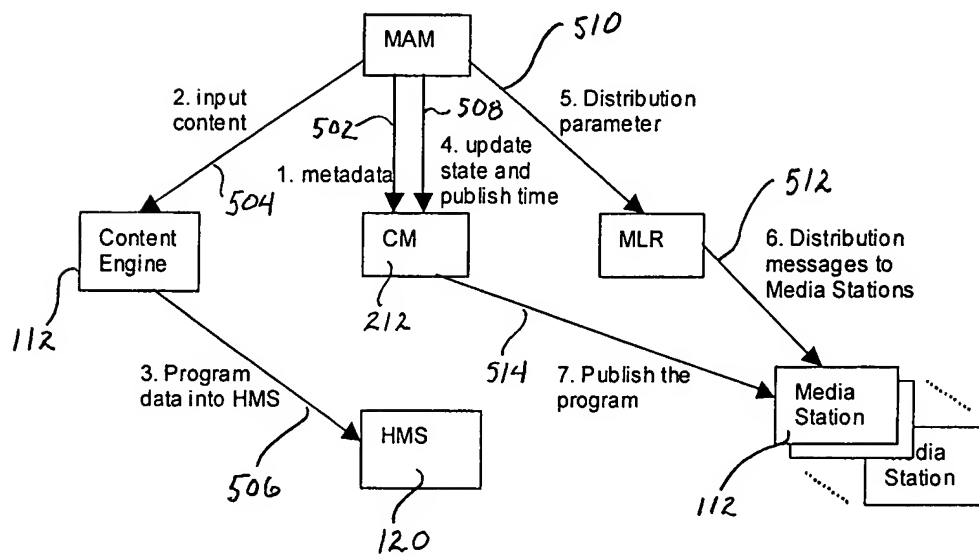 MAM
510
2. input
content
502
508
5. Distribution
parameter
504
1. metadata
4. update
state and
publish time
512
Content
Engine
CM
212
MLR
6. Distribution
messages to
Media Stations
112
3. Program
data into HMS
514
7. Publish the
program
Media
Station
506
HMS
120
112
Media
Station